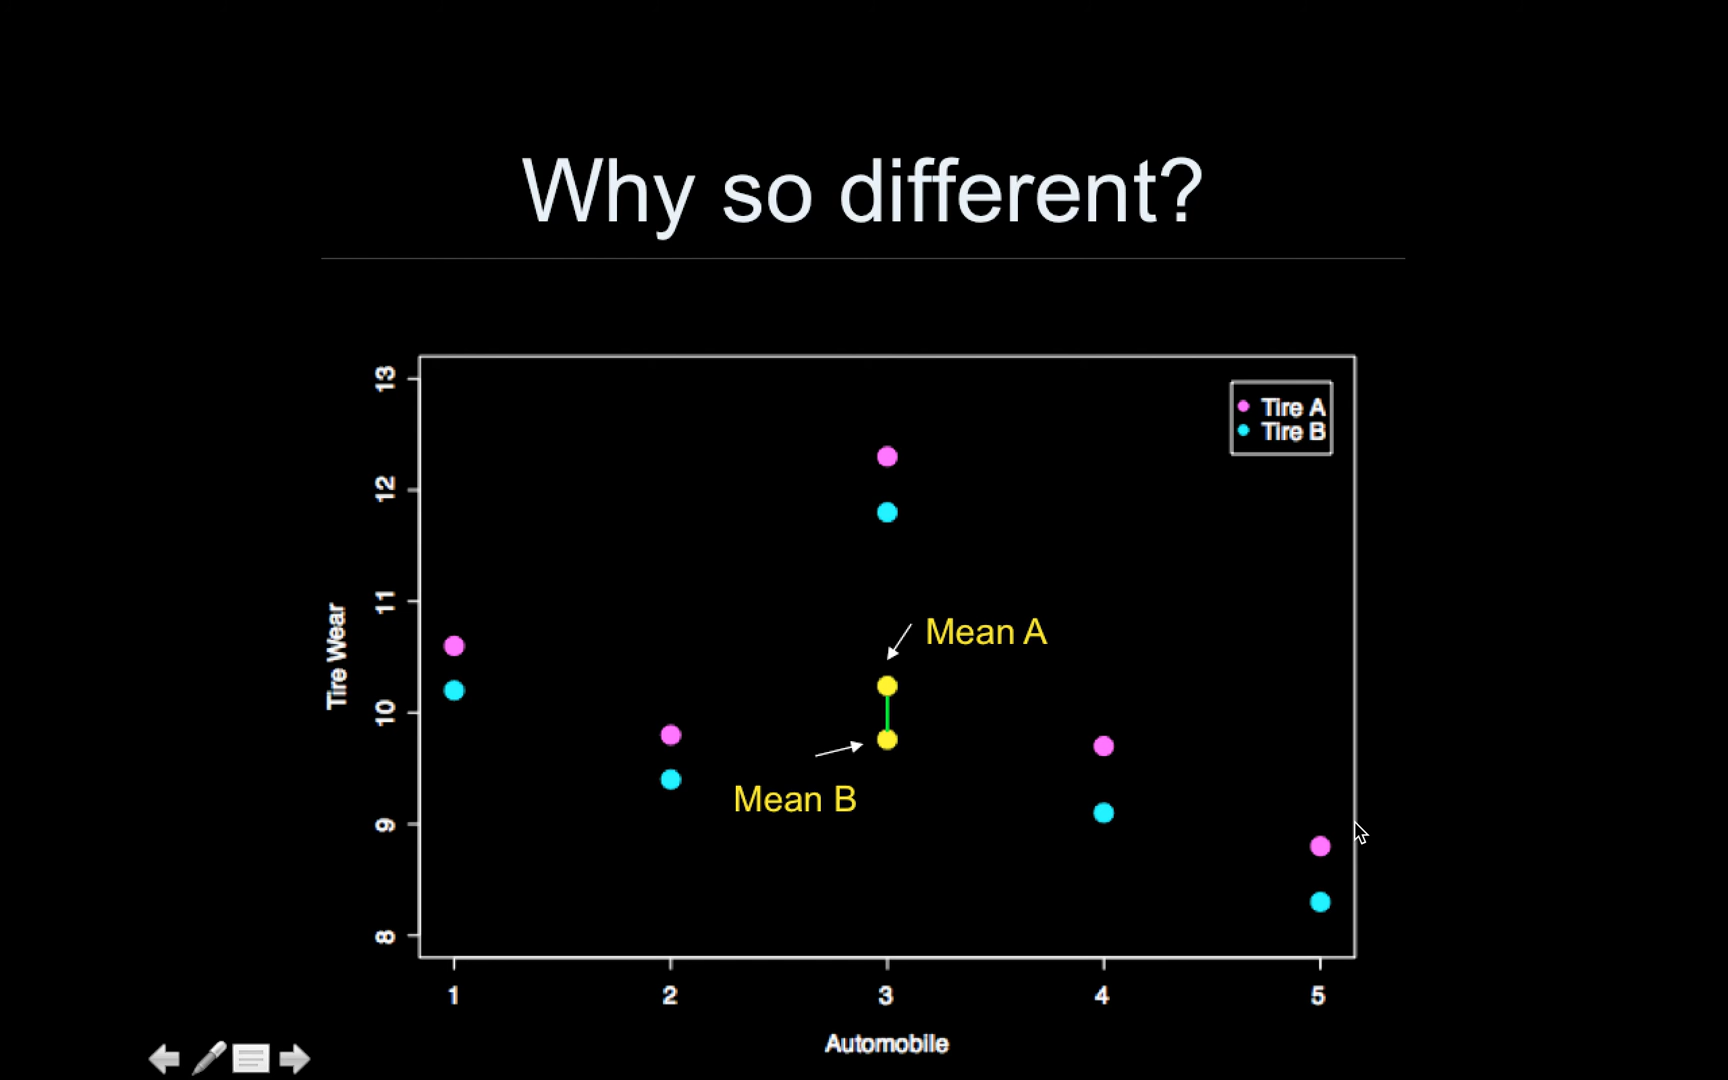 Why so different?
Tire A
Tire B
Mean A
Mean B
Tire Wear
13
12
11
10
9
8
1 2 3 4 5
Automobile